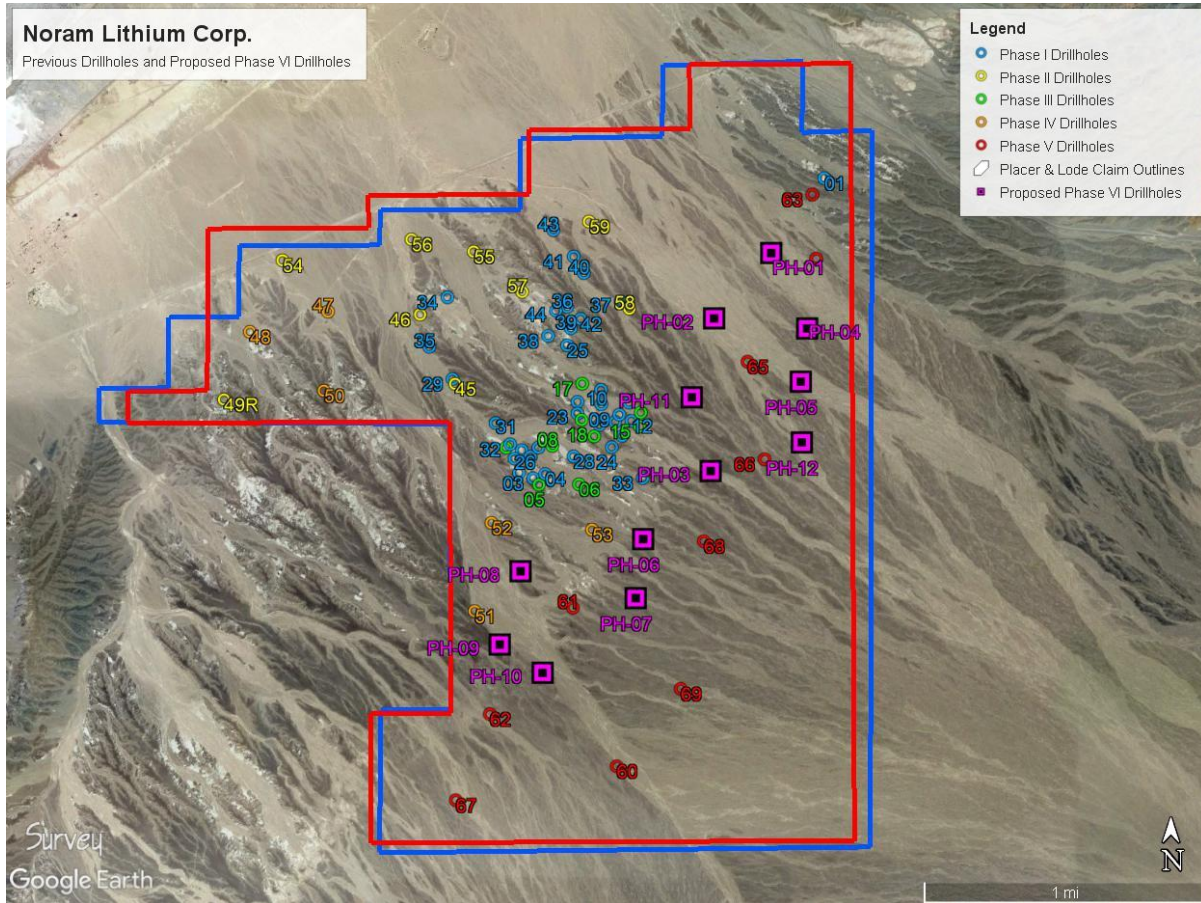 Noram Lithium Corp.
Previous Drillholes and Proposed Phase VI Drillholes
Legend
Phase I Drillholes
Phase II Drillholes
Phase III Drillholes
Phase IV Drillholes
Phase V Drillholes
Placer & Lode Claim Outlines
Proposed Phase VI Drillholes
01
63
43
59
56
55
41
40
PH-01
54
57
34
36
37
58
47
44
46
39
42
PH-02
PH-04
48
38
35
25
65
29
45
17
50
10
PH-11
PH-05
49R
23
09
31
12
18
15
08
32
26
28
24
66
PH-12
03
04
33
PH-03
05
06
52
53
68
PH-06
PH-08
61
51
PH-07
PH-09
PH-10
69
62
60
67
Survey
Google Earth
N
1 mi